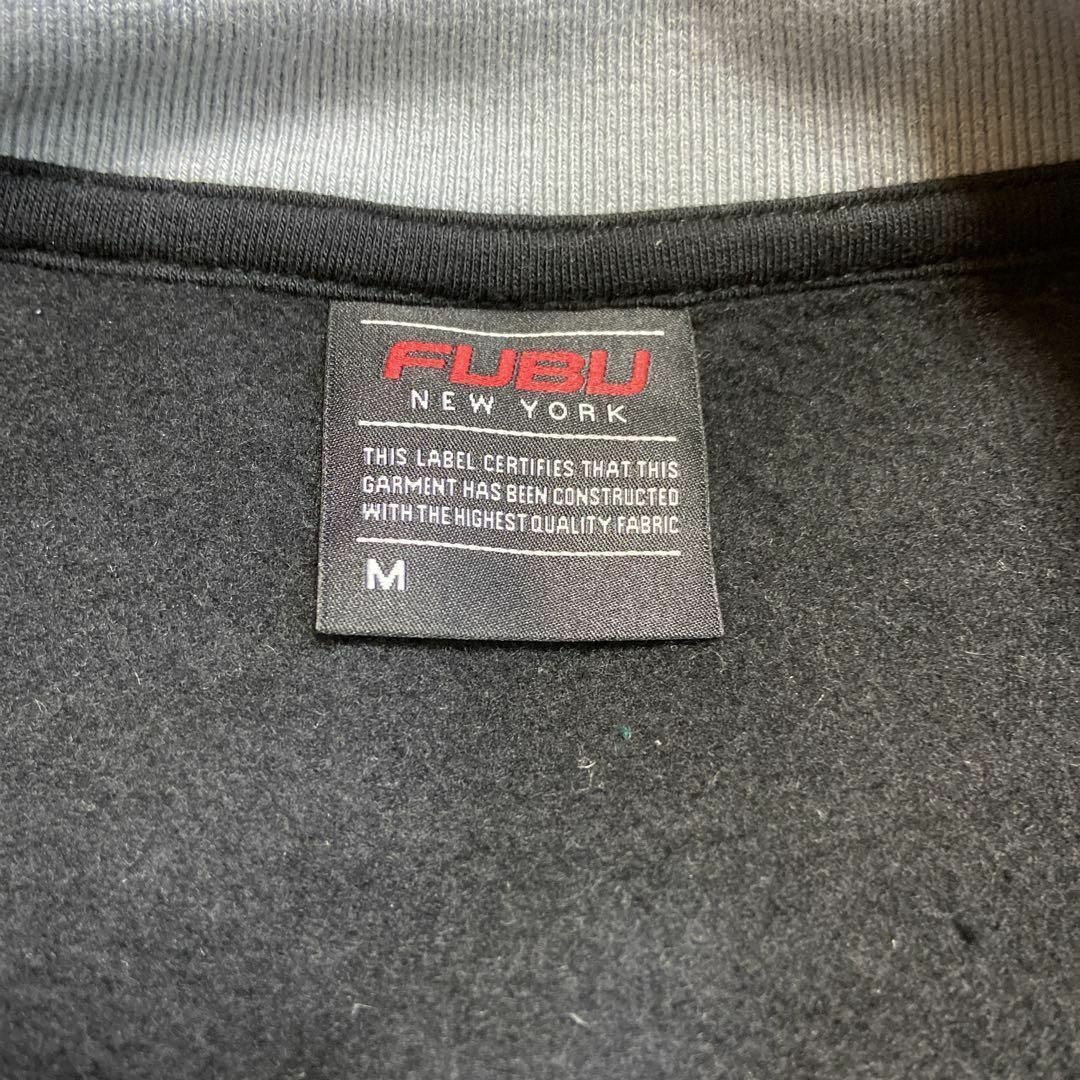 FUBU
NEW YORK
THIS LABEL CERTIFIES THAT THIS
GARMENT HAS BEEN CONSTRUCTED
WITH THE HIGHEST QUALITY FABRIC
M